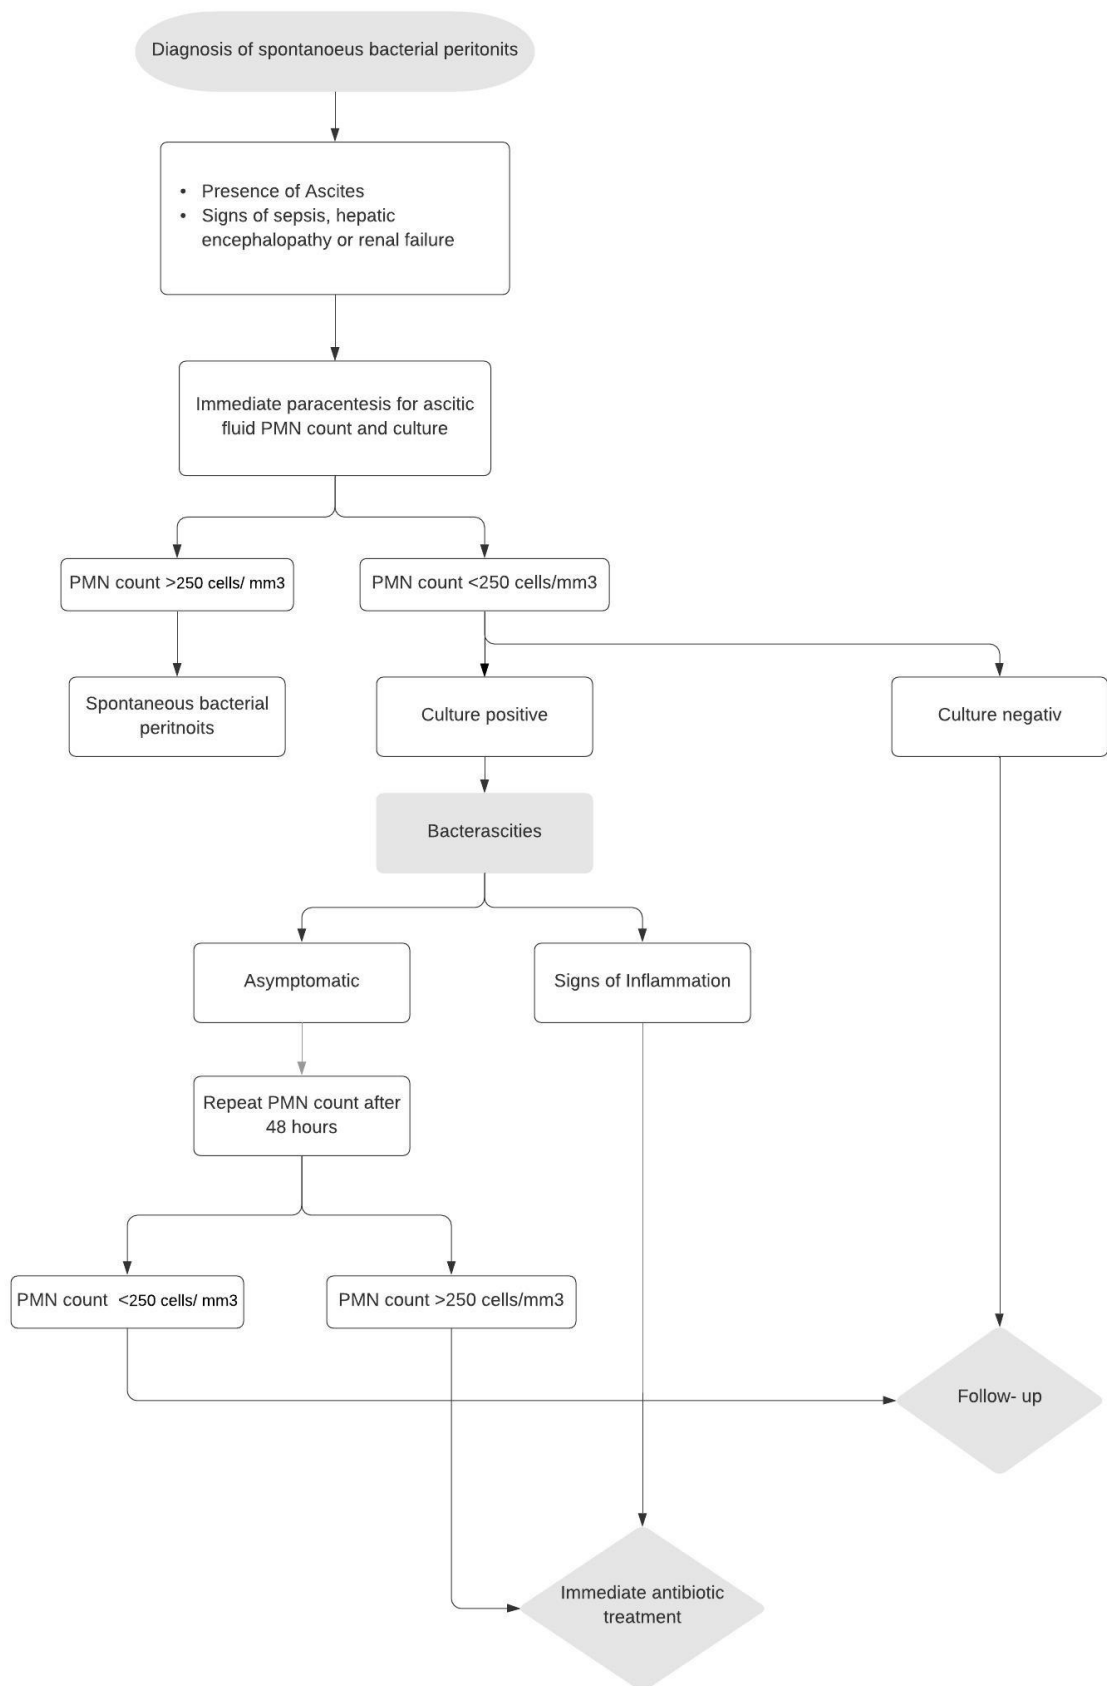 Diagnosis of spontanoeus bacterial peritonits
• Presence of Ascites
• Signs of sepsis, hepatic
encephalopathy or renal failure
Immediate paracentesis for ascitic
fluid PMN count and culture
PMN count >250 cells/ mm3
PMN count <250 cells/mm3
Spontaneous bacterial
peritnoits
Culture positive
Culture negativ
Bacterascities
Asymptomatic
Signs of Inflammation
Repeat PMN count after
48 hours
PMN count <250 cells/ mm3
PMN count >250 cells/mm3
Follow- up
Immediate antibiotic
treatment